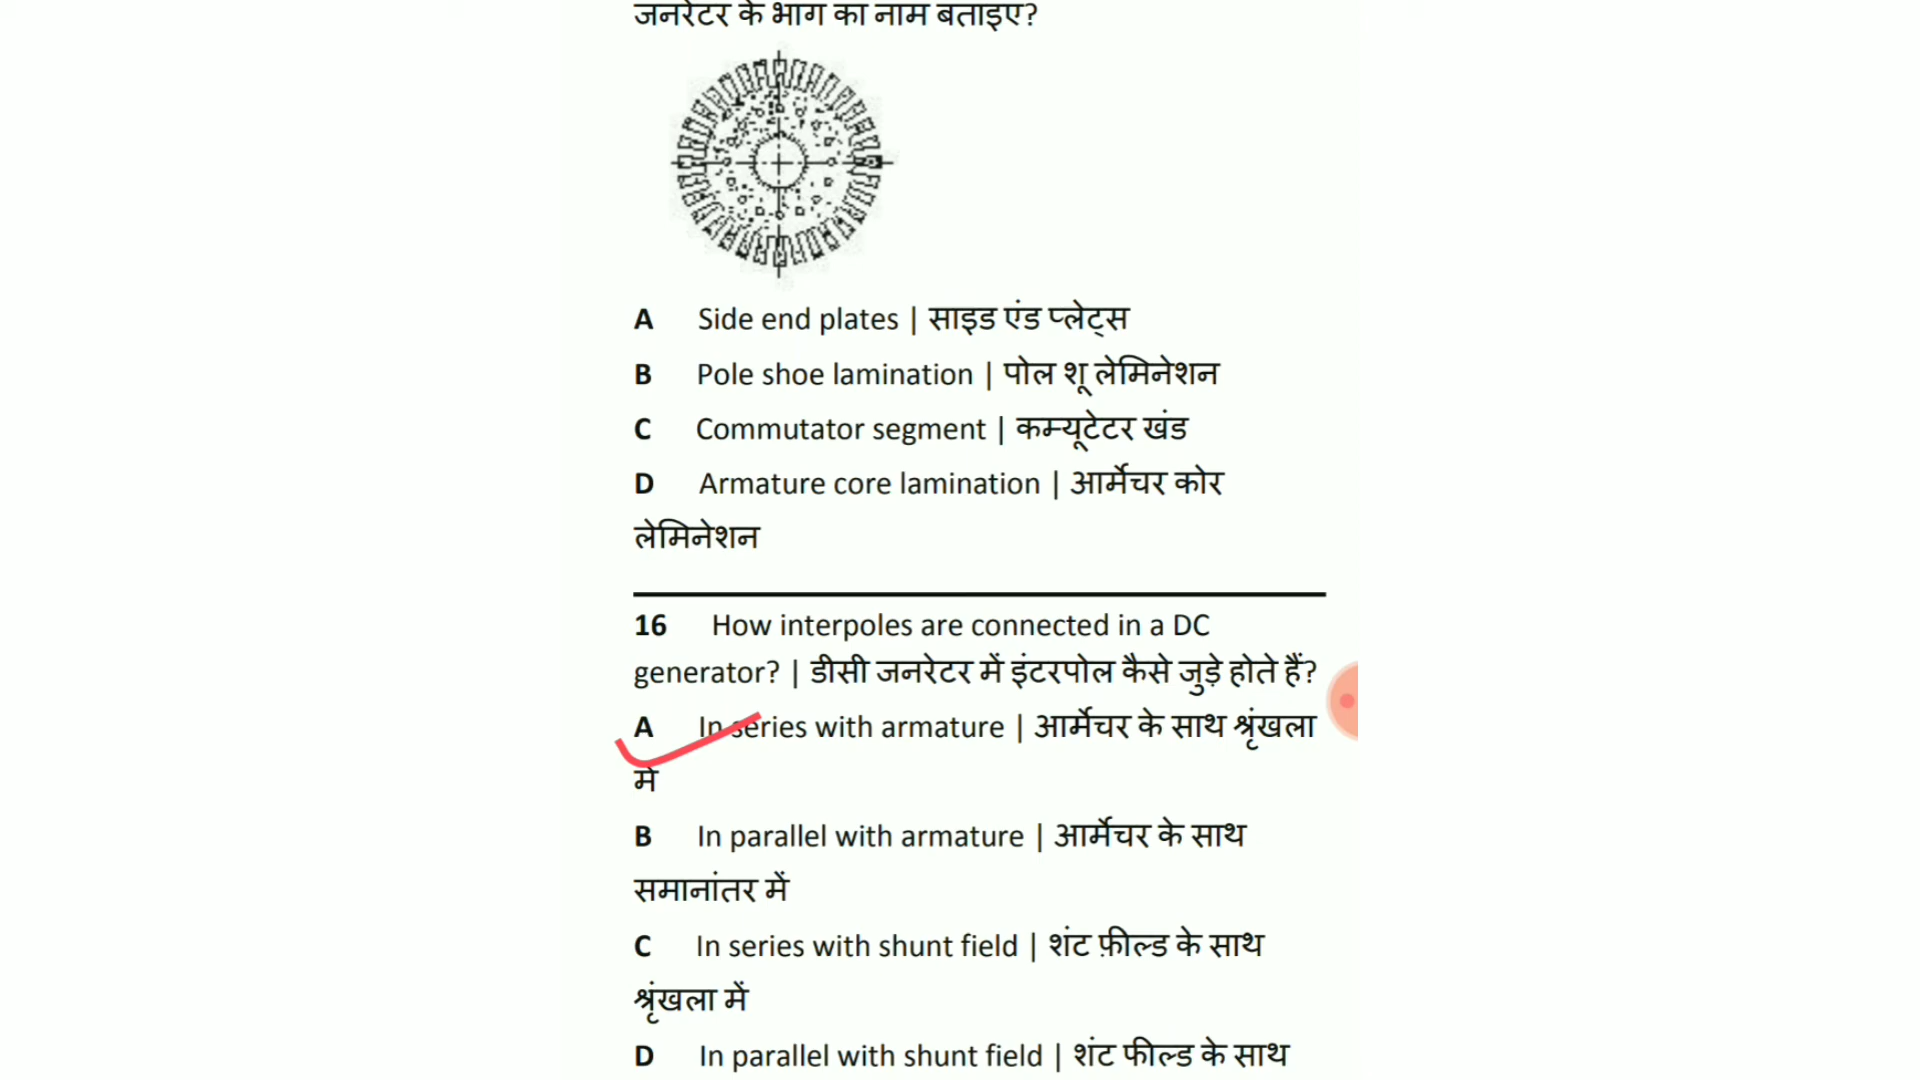 जनरेटर के भाग का नाम बताइए?
A Side end plates | साइड एंड प्लेट्स
B Pole shoe lamination | पोल शू लेमिनेशन
C Commutator segment | कम्यूटेटर खंड
D Armature core lamination | आर्मेचर कोर
लेमिनेशन
16 How interpoles are connected in a DC
generator? | डीसी जनरेटर में इंटरपोल कैसे जुड़े होते हैं?
A In series with armature | आर्मेचर के साथ श्रृंखला
में
B In parallel with armature | आर्मेचर के साथ
समानांतर में
C In series with shunt field | शंट फ़ील्ड के साथ
श्रृंखला में
D In parallel with shunt field | शंट फील्ड के साथ